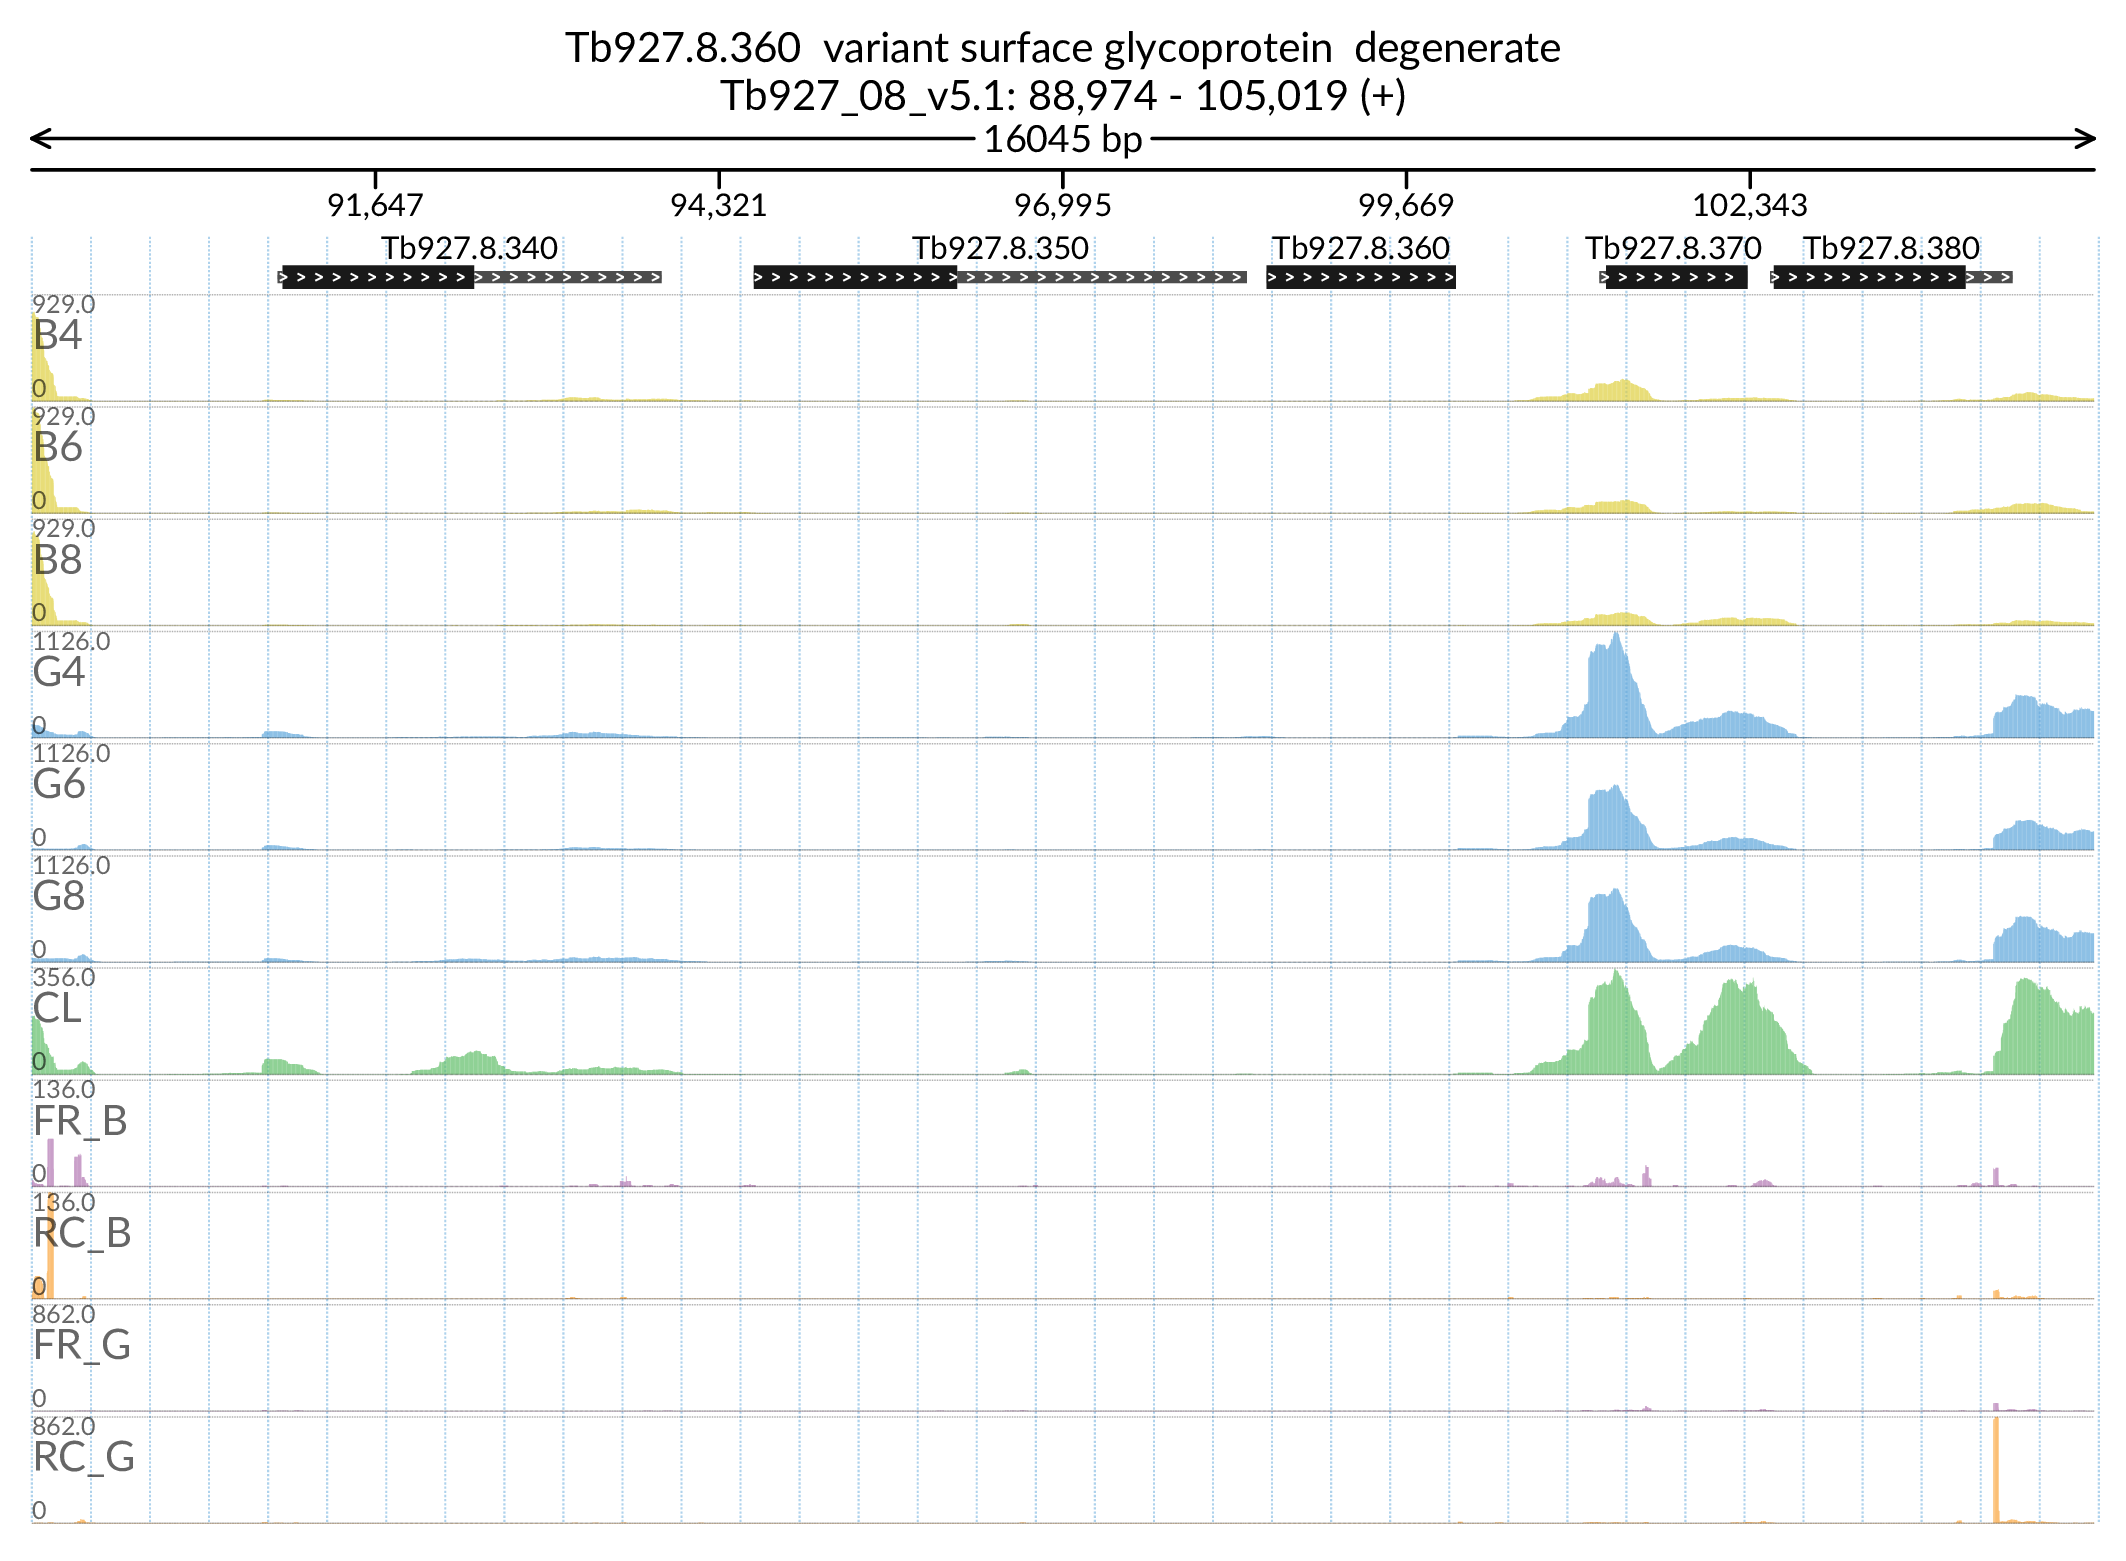 Tb927.8.360  variant surface glycoprotein  degenerate
Tb927_08_v5.1: 88,974 - 105,019 (+)
16045 bp
91,647 94,321 96,995 99,669 102,343
Tb927.8.340 Tb927.8.350 Tb927.8.360 Tb927.8.370 Tb927.8.380
929.0
B4
0
929.0
B6
0
929.0
B8
0
1126.0
G4
0
1126.0
G6
0
1126.0
G8
0
356.0
CL
0
136.0
FR_B
0
136.0
RC_B
0
862.0
FR_G
0
862.0
RC_G
0